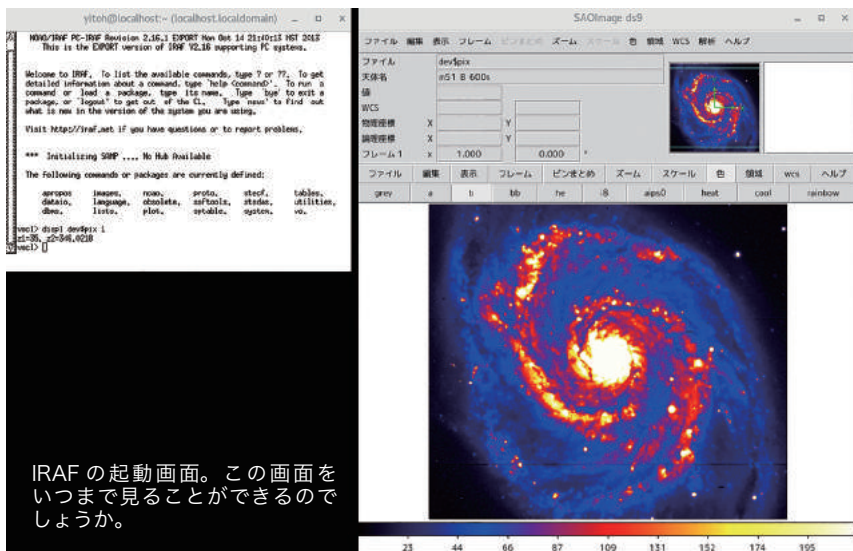 yitoh@localhost:~ (localhost.localdomain)
NOAO/IRAF PC-IRAF Revision 2.16.1 EXPORT Mon Oct 14 21:40:13 MST 2013
This is the EXPORT version of IRAF V2.16 supporting PC systems.
Welcome to IRAF. To list the available commands, type ? or ??. To get
detailed information about a command, type `help <command>'. To run a
command or load a package, type its name. Type `bye' to exit a
package, or `logout' to get out of the CL. Type `news' to find out
what is new in the version of the system you are using.
Visit http://iraf.net if you have questions or to report problems.
*** Initializing SAMP .... No Hub Available
The following commands or packages are currently defined:
apropos images. noao. proto. stecf. tables.
dataio. language. obsolete. softools. stsdas. utilities.
dbms. lists. plot. system. vo.
vecl> displ dev$pix 1
z1=35. z2=346.0218
vecl>
IRAF の起動画面。この画面を
いつまで見ることができるので
しょうか。
SAOImage ds9
ファイル 編集 表示 フレーム ビンまとめ ズーム スケール 色 領域 WCS 解析 ヘルプ
ファイル dev$pix
天体名 m51 B 600s
値
WCS
物理座標 X Y
論理座標 X Y
フレーム 1 x 1.000 0.000 °
ファイル 編集 表示 フレーム ビンまとめ ズーム スケール 色 領域 wcs ヘルプ
grey a b bb he i8 aips0 heat cool rainbow
23 44 66 87 109 131 152 174 195